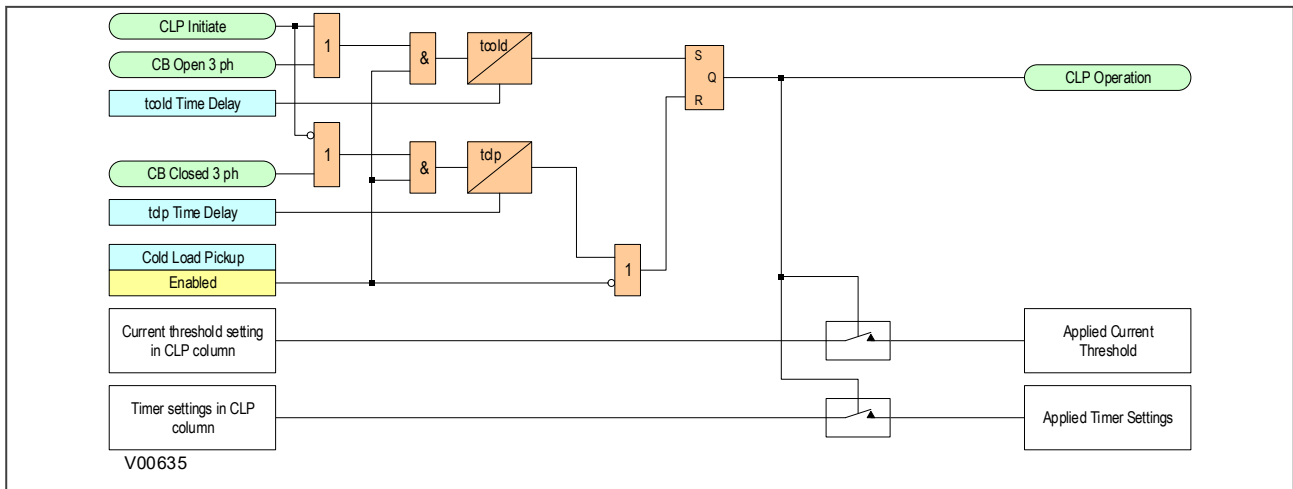 CLP Initiate
1
CB Open 3 ph
&
tcold
tcold Time Delay
S
Q
R
CLP Operation
1
CB Closed 3 ph
&
tclp
tclp Time Delay
Cold Load Pickup
Enabled
1
Current threshold setting
in CLP column
Applied Current
Threshold
Timer settings in CLP
column
Applied Timer Settings
V00635